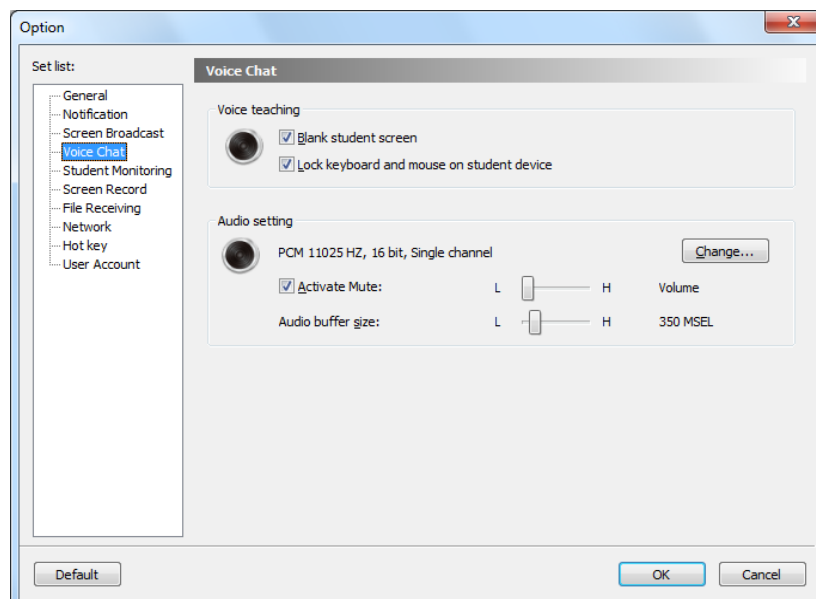 Option
Set list:
General
Notification
Screen Broadcast
Voice Chat
Student Monitoring
Screen Record
File Receiving
Network
Hot key
User Account
Voice Chat
Voice teaching
Blank student screen
Lock keyboard and mouse on student device
Audio setting
PCM 11025 HZ, 16 bit, Single channel Change...
Activate Mute: L H Volume
Audio buffer size: L H 350 MSEL
Default OK Cancel